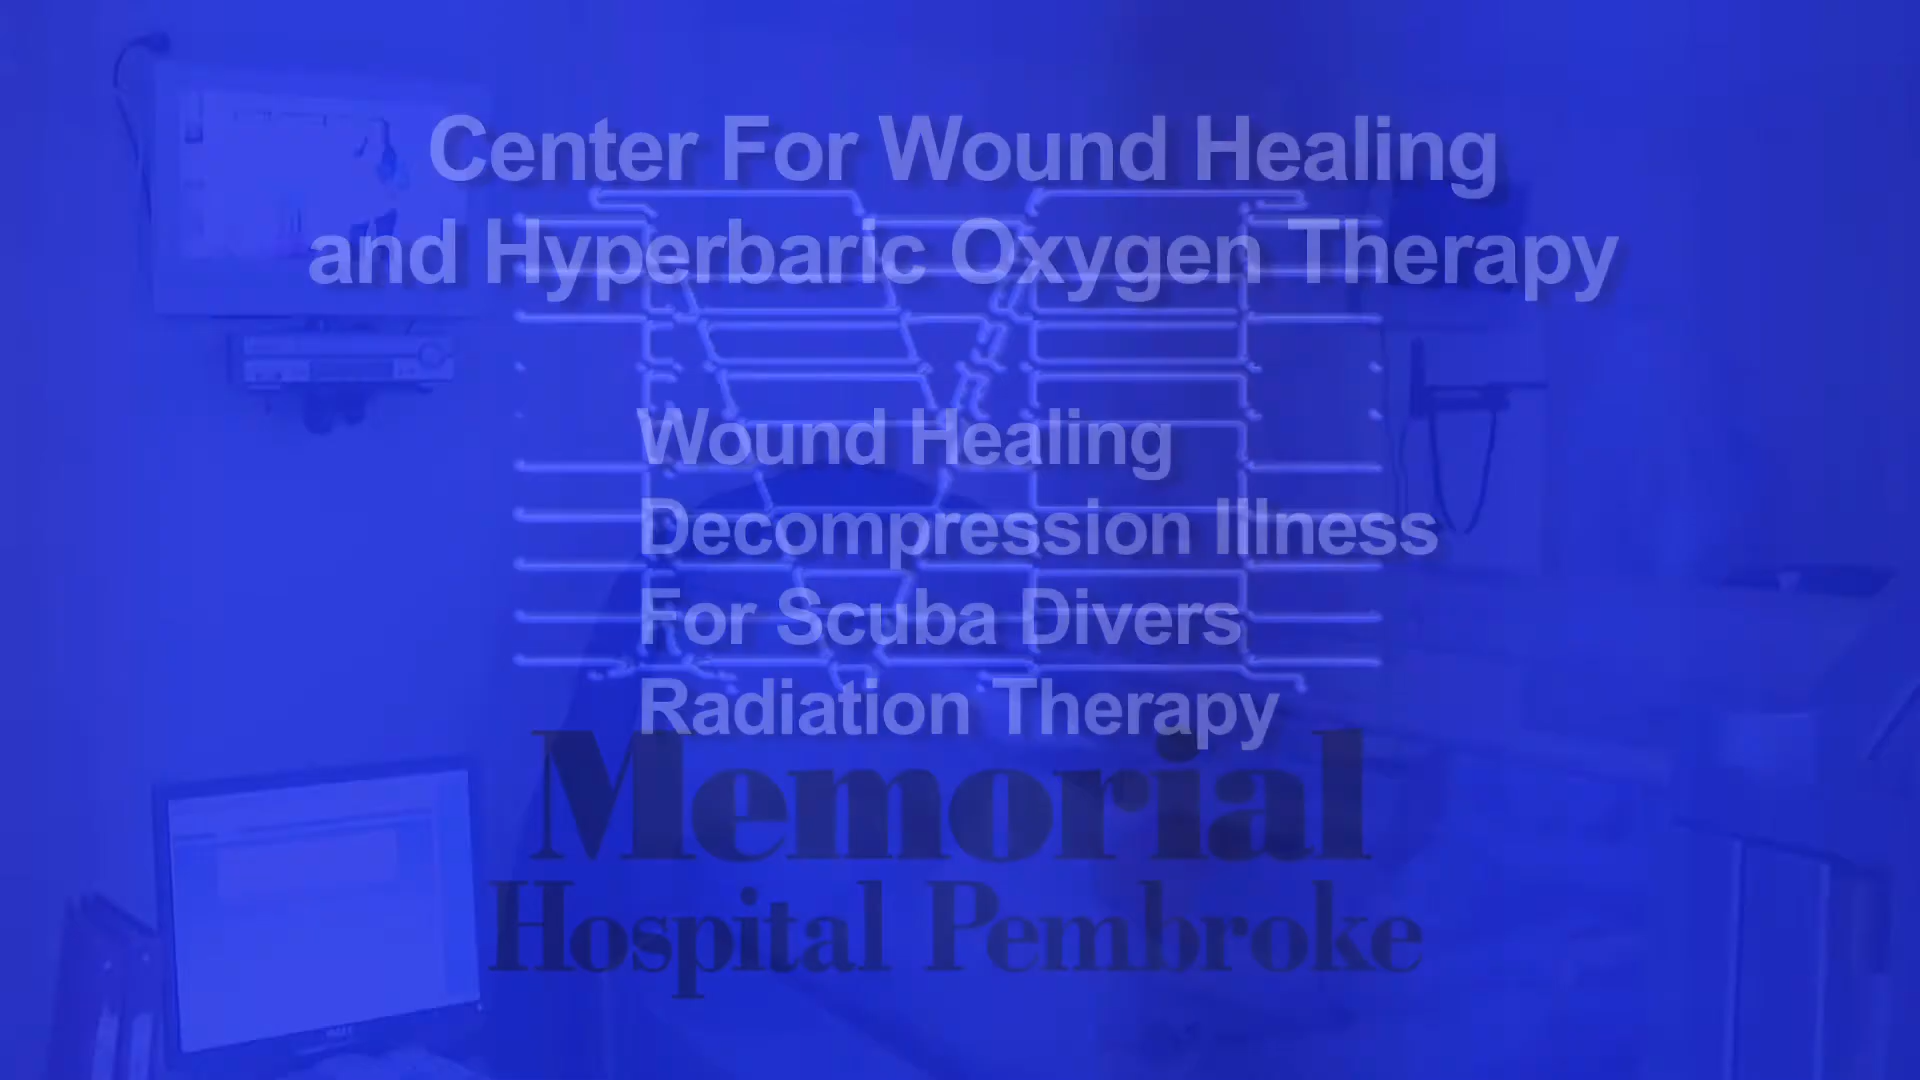 Center For Wound Healing
and Hyperbaric Oxygen Therapy
Wound Healing
Decompression Illness
For Scuba Divers
Radiation Therapy
Memorial
Hospital Pembroke